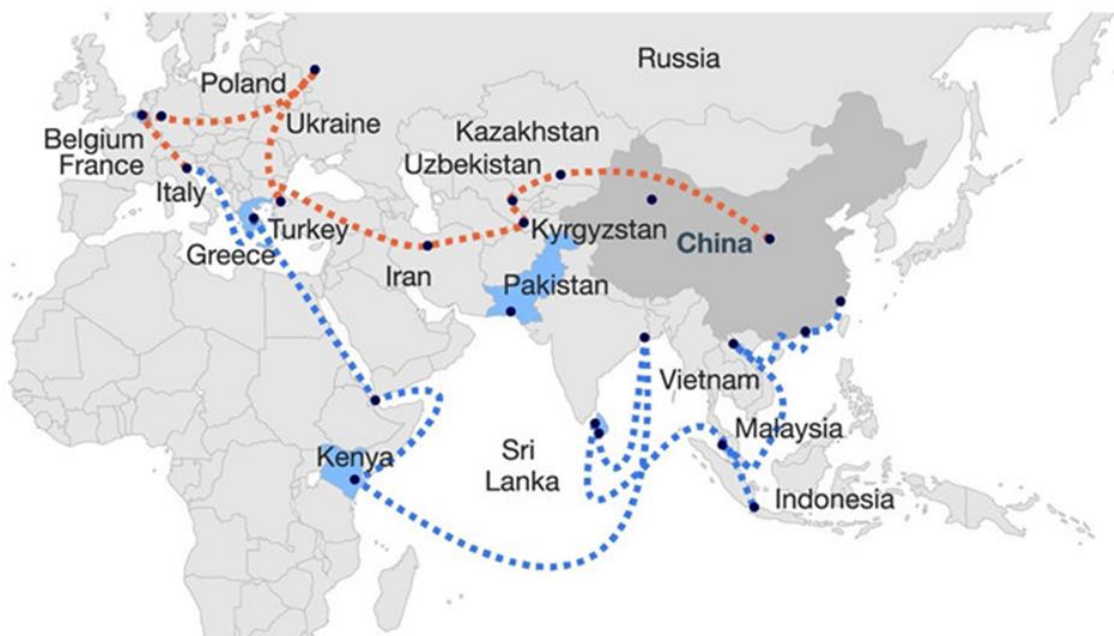 Russia
Poland
Ukraine
Kazakhstan
Belgium
France
Uzbekistan
Italy
Turkey
Kyrgyzstan
China
Greece
Iran
Pakistan
Vietnam
Malaysia
Sri
Lanka
Kenya
Indonesia